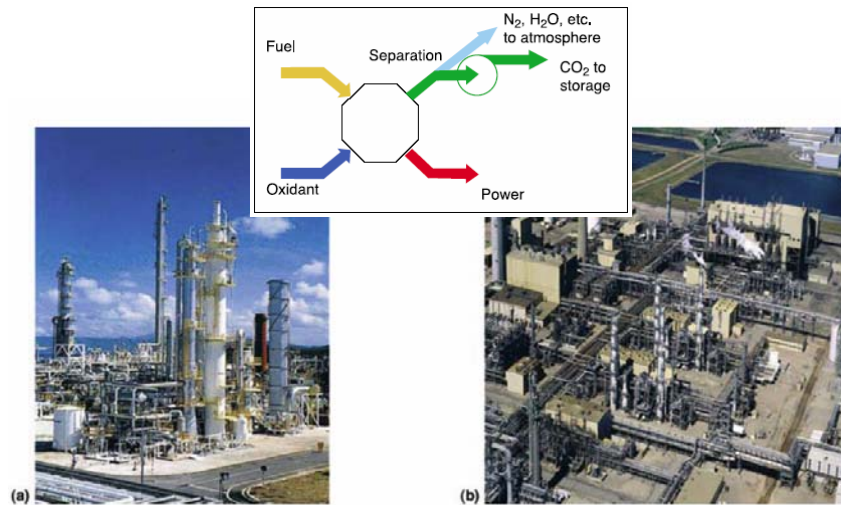 N₂, H₂O, etc.
to atmosphere
Fuel
Separation
CO₂ to
storage
Oxidant
Power
(a)
(b)